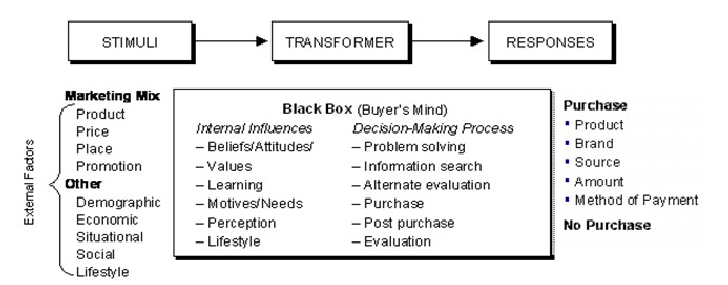 STIMULI
TRANSFORMER
RESPONSES
External Factors
Marketing Mix
Product
Price
Place
Promotion
Other
Demographic
Economic
Situational
Social
Lifestyle
Black Box (Buyer's Mind)
Internal Influences
– Beliefs/Attitudes/
– Values
– Learning
– Motives/Needs
– Perception
– Lifestyle
Decision-Making Process
– Problem solving
– Information search
– Alternate evaluation
– Purchase
– Post purchase
– Evaluation
Purchase
▪ Product
▪ Brand
▪ Source
▪ Amount
▪ Method of Payment
No Purchase